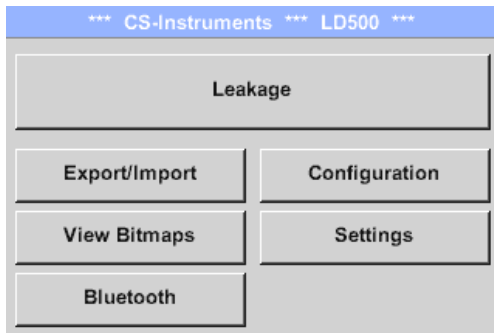 *** CS-Instruments *** LD500 ***
Leakage
Export/Import
Configuration
View Bitmaps
Settings
Bluetooth